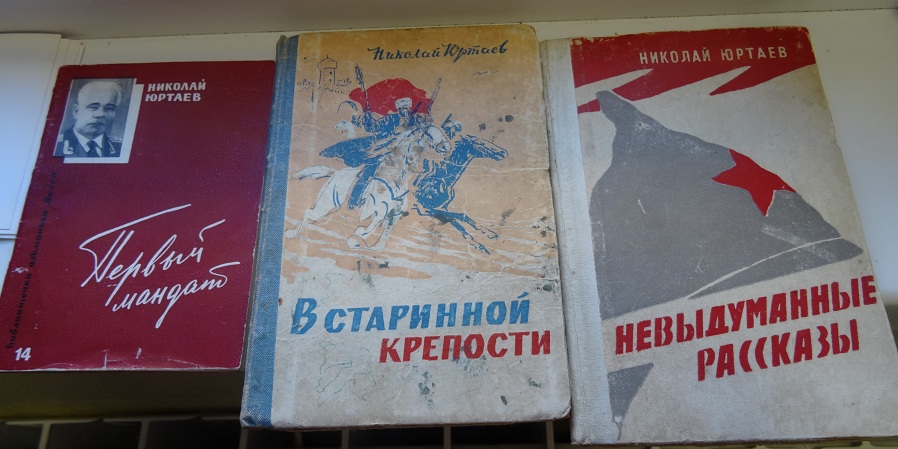 НИКОЛАЙ
ЮРТАЕВ
Первый
мандат
14
Николай Юртаев
В СТАРИННОЙ
КРЕПОСТИ
НИКОЛАЙ ЮРТАЕВ
НЕВЫДУМАННЫЕ
РАССКАЗЫ